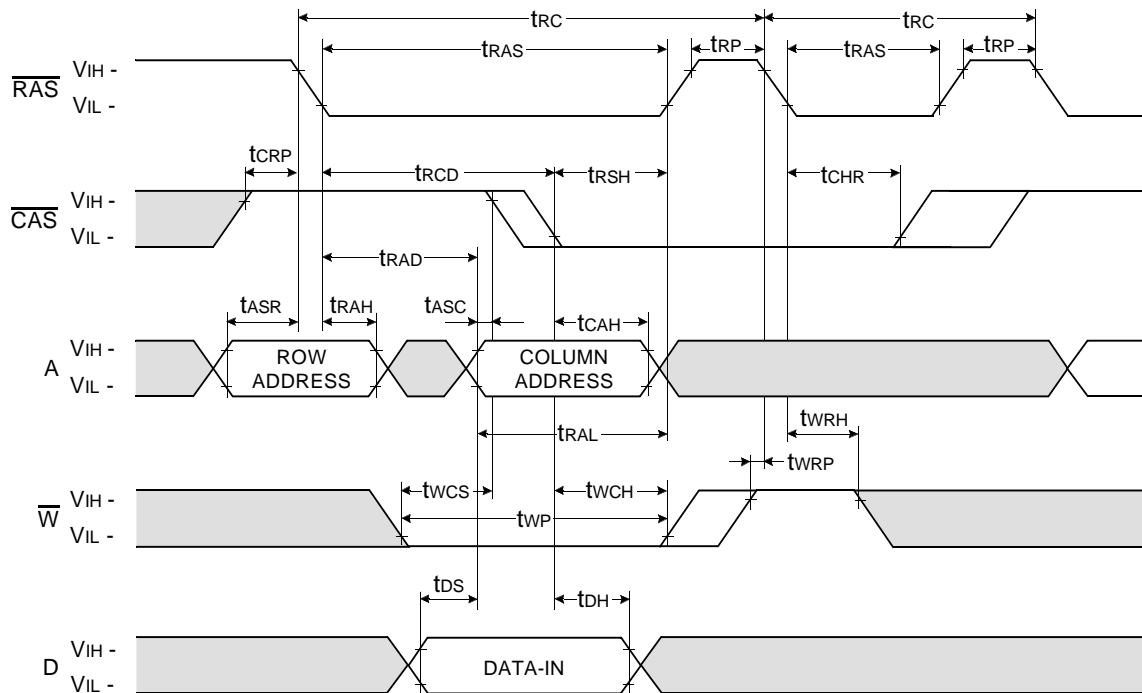 tRC tRC
tRAS tRP tRAS tRP
RAS VIH -
VIL -
tCRP tRCD tRSH tCHR
CAS VIH -
VIL -
tRAD
tASR tRAH tASC tCAH
A VIH -
VIL -
ROW ADDRESS
COLUMN ADDRESS
tRAL tWRH
tWRP
tWCS tWCH
W VIH -
VIL -
tWP
tDS tDH
D VIH -
VIL -
DATA-IN